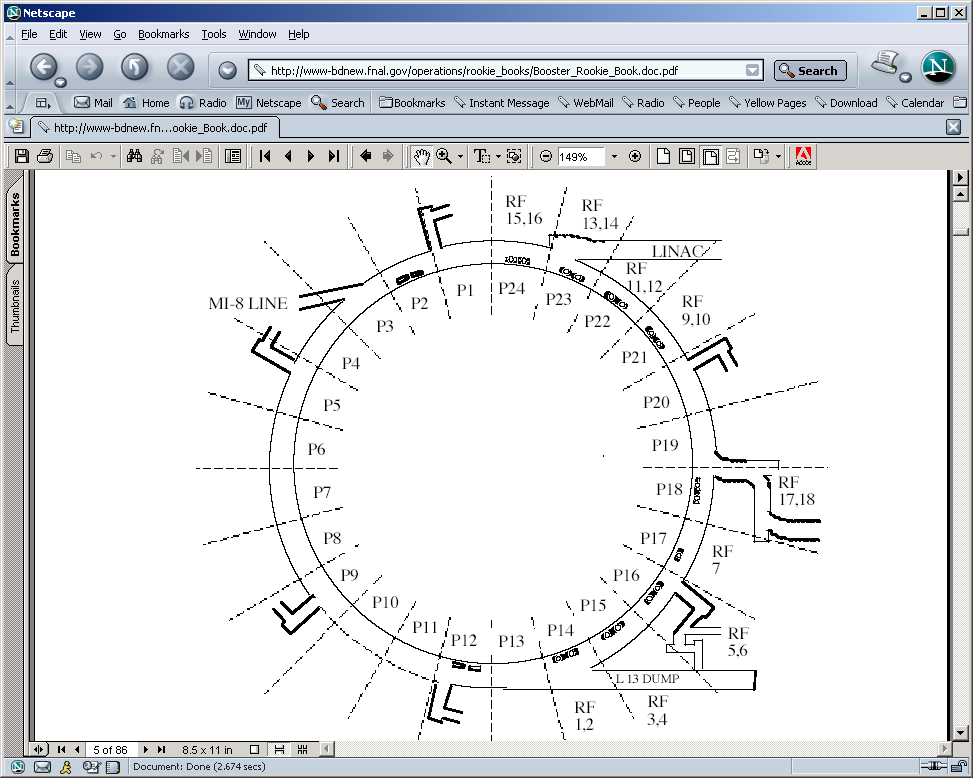 Netscape
File Edit View Go Bookmarks Tools Window Help
http://www-bdnew.fnal.gov/operations/rookie_books/Booster_Rookie_Book.doc.pdf Search N
Mail Home Radio My Netscape Search Bookmarks Instant Message WebMail Radio People Yellow Pages Download Calendar
http://www-bdnew.fn...ookie_Book.doc.pdf
149% Adobe
Bookmarks
Thumbnails
RF
15,16
RF
13,14
LINAC
RF
11,12
RF
9,10
MI-8 LINE
P1
P24
P2
P23
P3
P22
P4
P21
P5
P20
P6
P19
P7
P18
RF
17,18
P8
P17
RF
7
P9
P16
P10
P15
P11
P14
P12
P13
RF
5,6
L 13 DUMP
RF
3,4
RF
1,2
5 of 86 8.5 x 11 in
Document: Done (2.674 secs)